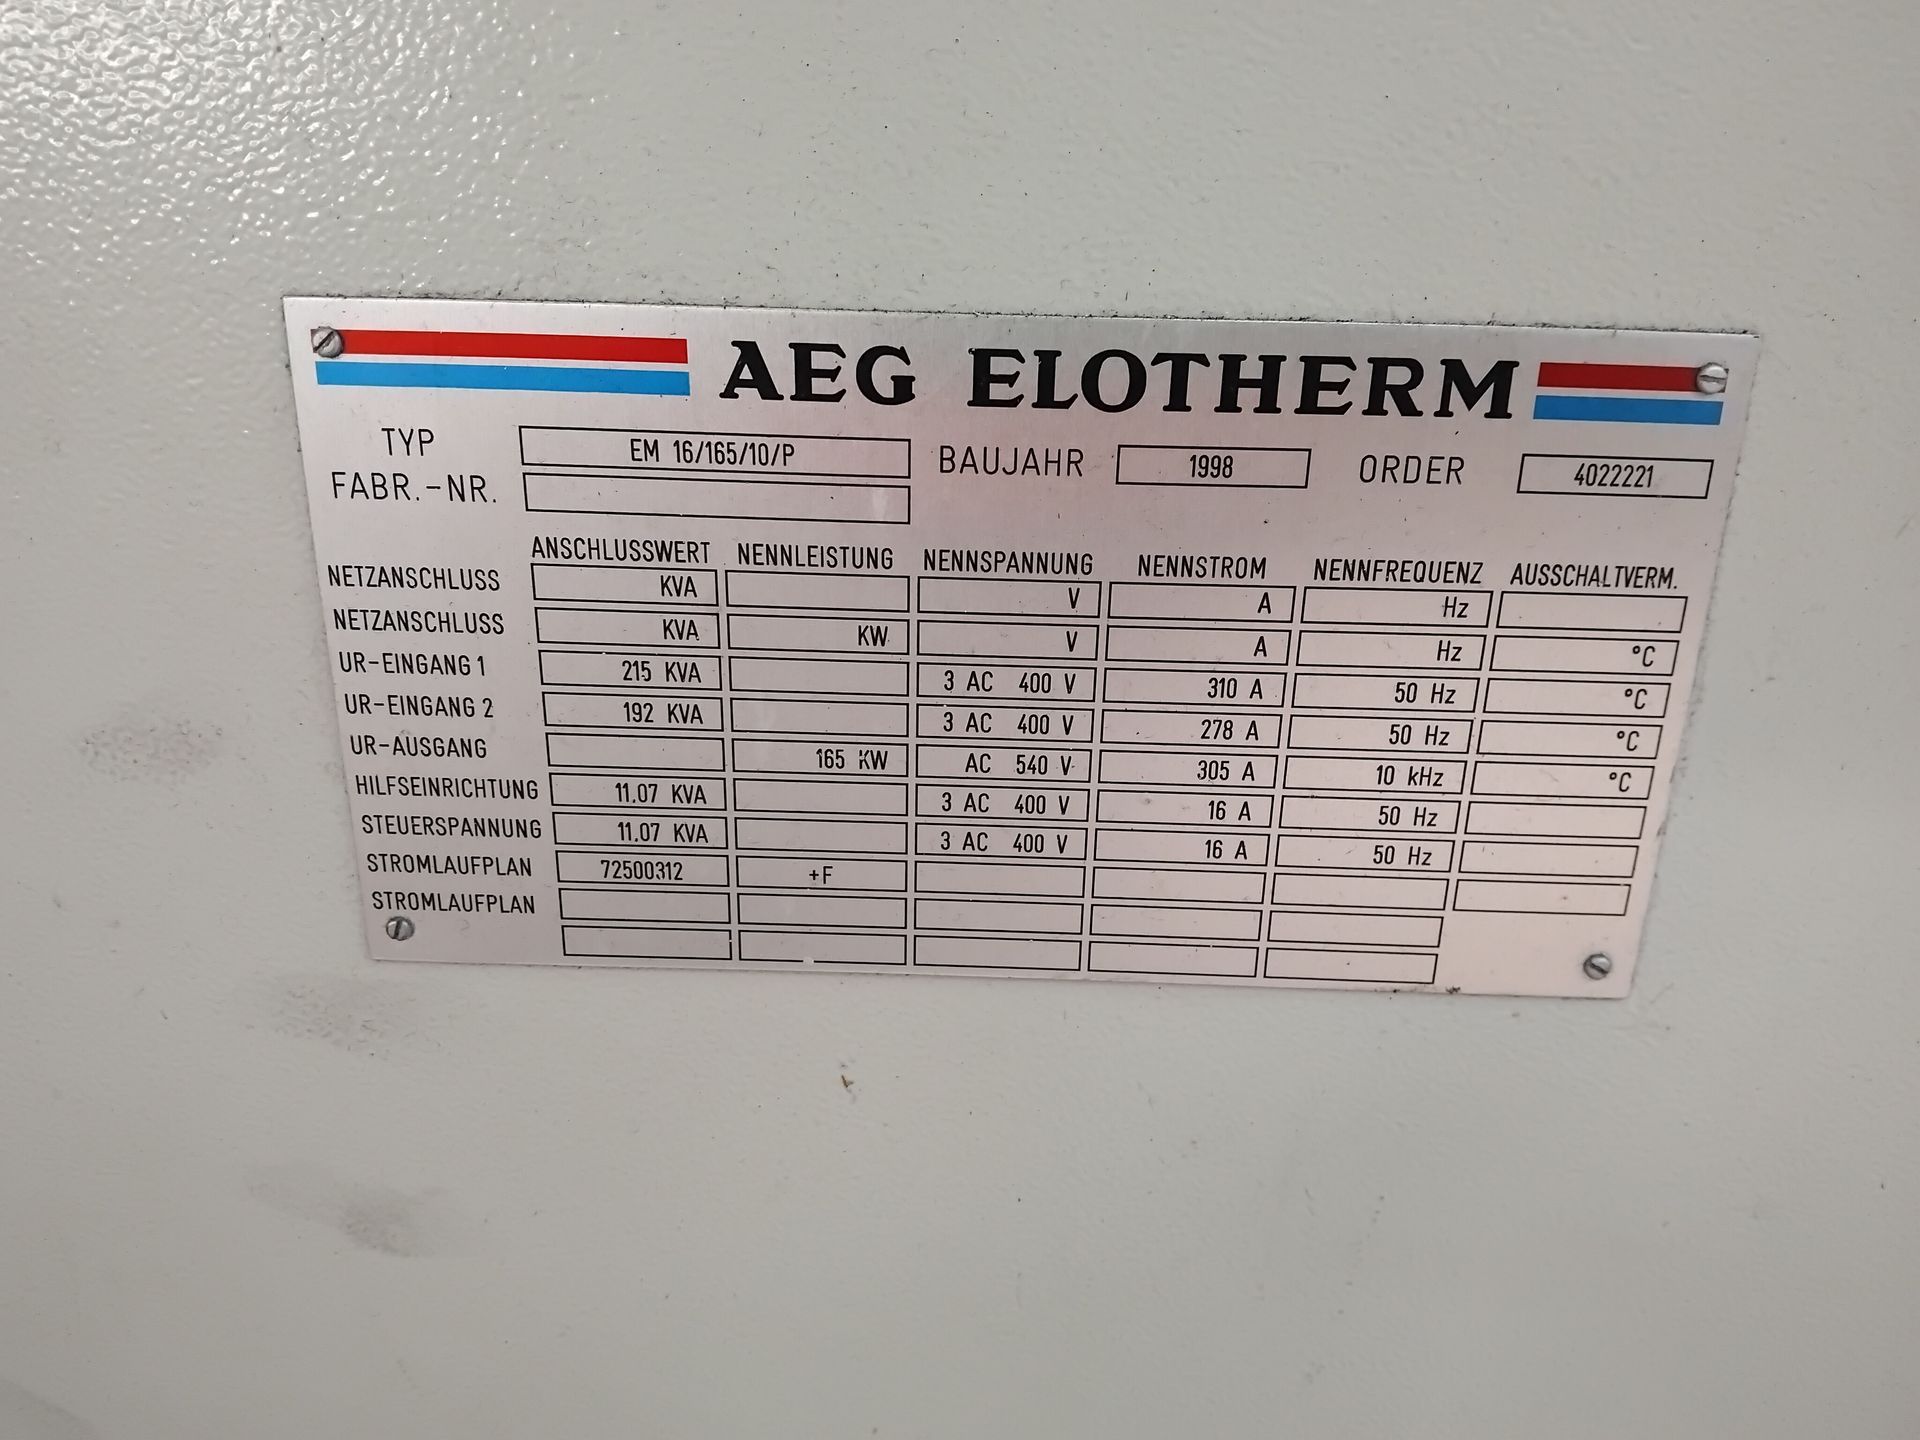 AEG ELOTHERM
TYP EM 16/165/10/P BAUJAHR 1998 ORDER 4022221
FABR.-NR.
ANSCHLUSSWERT NENNLEISTUNG NENNSPANNUNG NENNSTROM NENNFREQUENZ AUSSCHALTVERM.
NETZANSCHLUSS KVA V A Hz
NETZANSCHLUSS KVA KW V A Hz °C
UR-EINGANG 1 215 KVA 3 AC 400 V 310 A 50 Hz °C
UR-EINGANG 2 192 KVA 3 AC 400 V 278 A 50 Hz °C
UR-AUSGANG 165 KW AC 540 V 305 A 10 kHz °C
HILFSEINRICHTUNG 11.07 KVA 3 AC 400 V 16 A 50 Hz
STEUERSPANNUNG 11.07 KVA 3 AC 400 V 16 A 50 Hz
STROMLAUFPLAN 72500312 +F
STROMLAUFPLAN